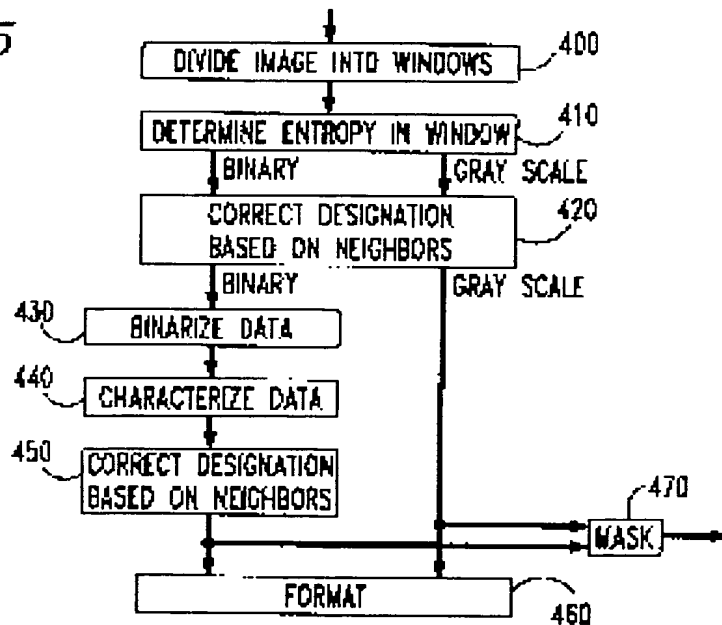 400
DIVIDE IMAGE INTO WINDOWS
410
DETERMINE ENTROPY IN WINDOW
BINARY GRAY SCALE
420
CORRECT DESIGNATION
BASED ON NEIGHBORS
BINARY GRAY SCALE
430
BINARIZE DATA
440
CHARACTERIZE DATA
450
CORRECT DESIGNATION
BASED ON NEIGHBORS
470
MASK
FORMAT
460